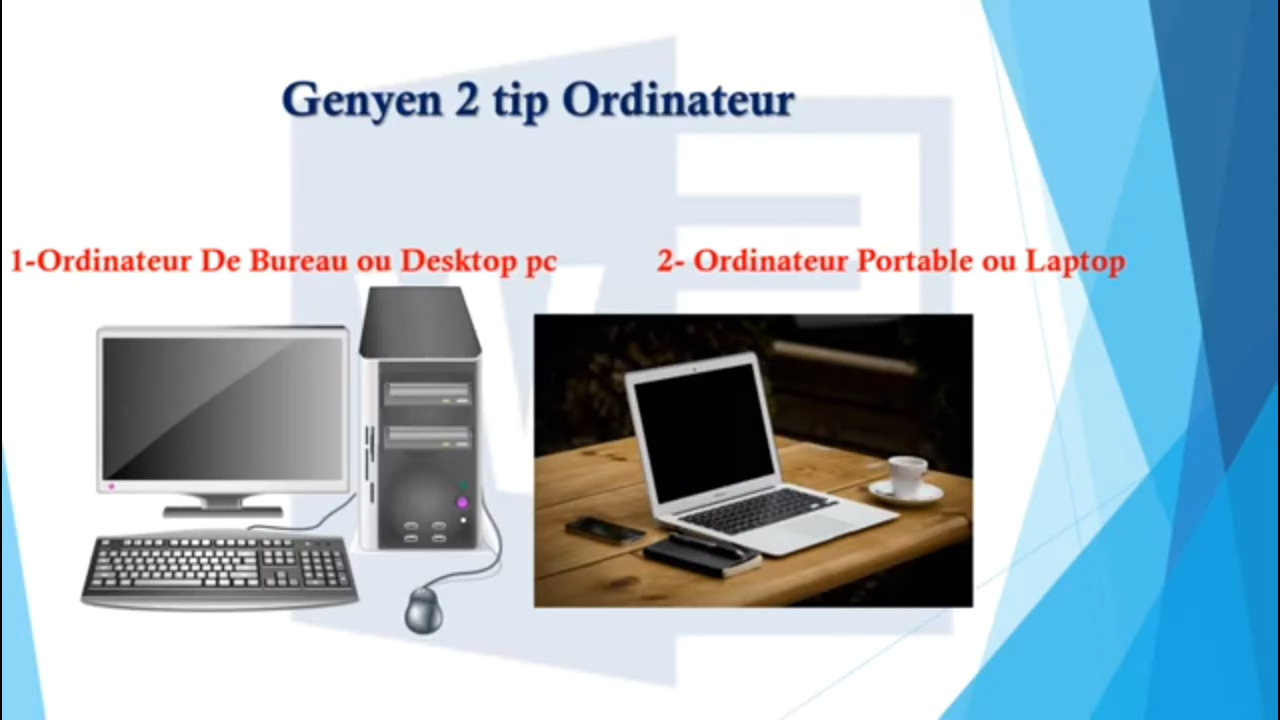 Genyen 2 tip Ordinateur
1-Ordinateur De Bureau ou Desktop pc
2- Ordinateur Portable ou Laptop